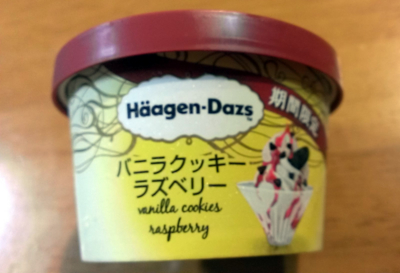 Häagen-Dazs
期間限定
バニラクッキー
ラズベリー
vanilla cookies
raspberry